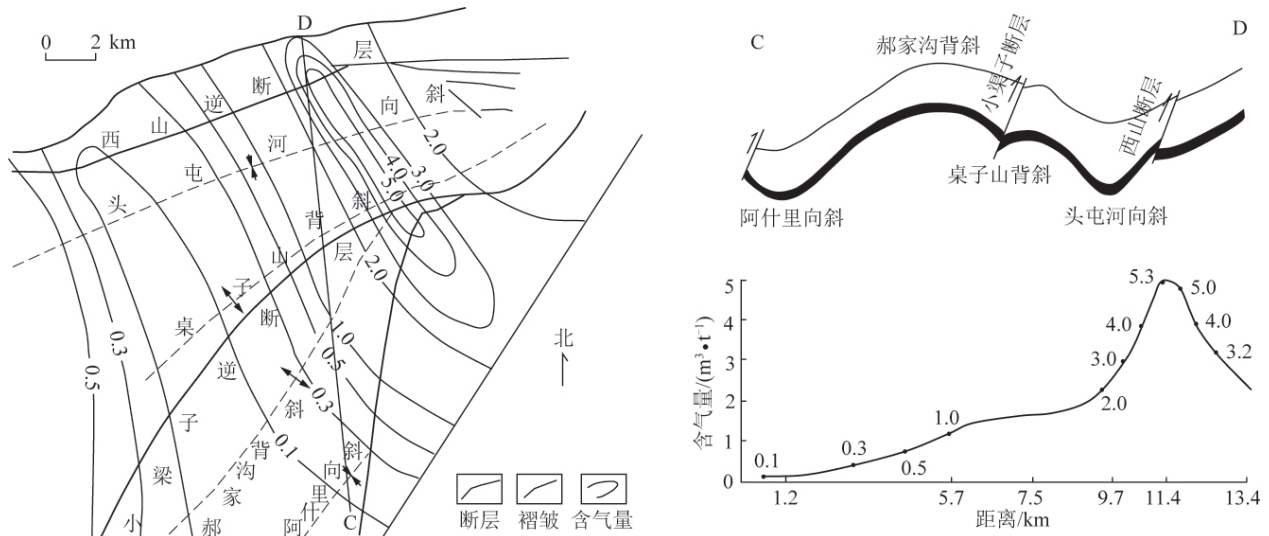 D
0 2 km
西山逆断层
头屯河向斜
桌子山背斜
小梁子逆断层
郝家沟背斜
阿什里向斜
2.0
3.0
4.0
5.0
2.0
1.0
0.5
0.3
0.1
0.3
0.5
C
北
断层
褶皱
含气量
C
D
郝家沟背斜
小渠子断层
西山断层
桌子山背斜
阿什里向斜
头屯河向斜
含气量/(m³•t⁻¹)
5
4
3
2
1
0
0.1
0.3
0.5
1.0
2.0
3.0
4.0
5.3
5.0
4.0
3.2
1.2 5.7 7.5 9.7 11.4 13.4
距离/km